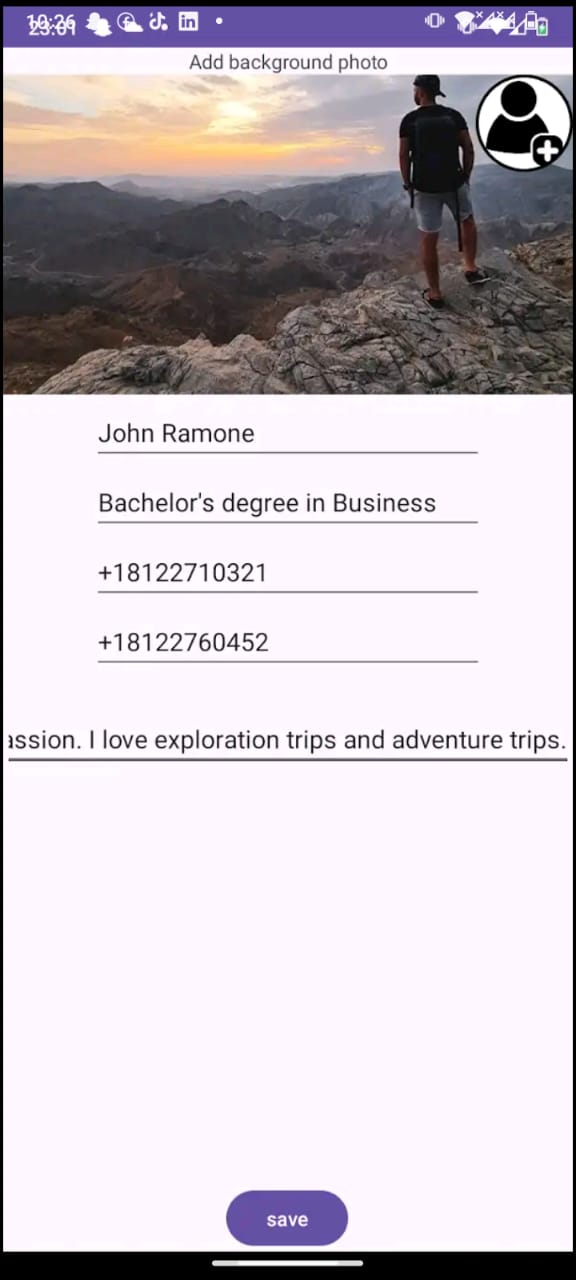 Add background photo
John Ramone
Bachelor's degree in Business
+18122710321
+18122760452
assion. I love exploration trips and adventure trips.
save